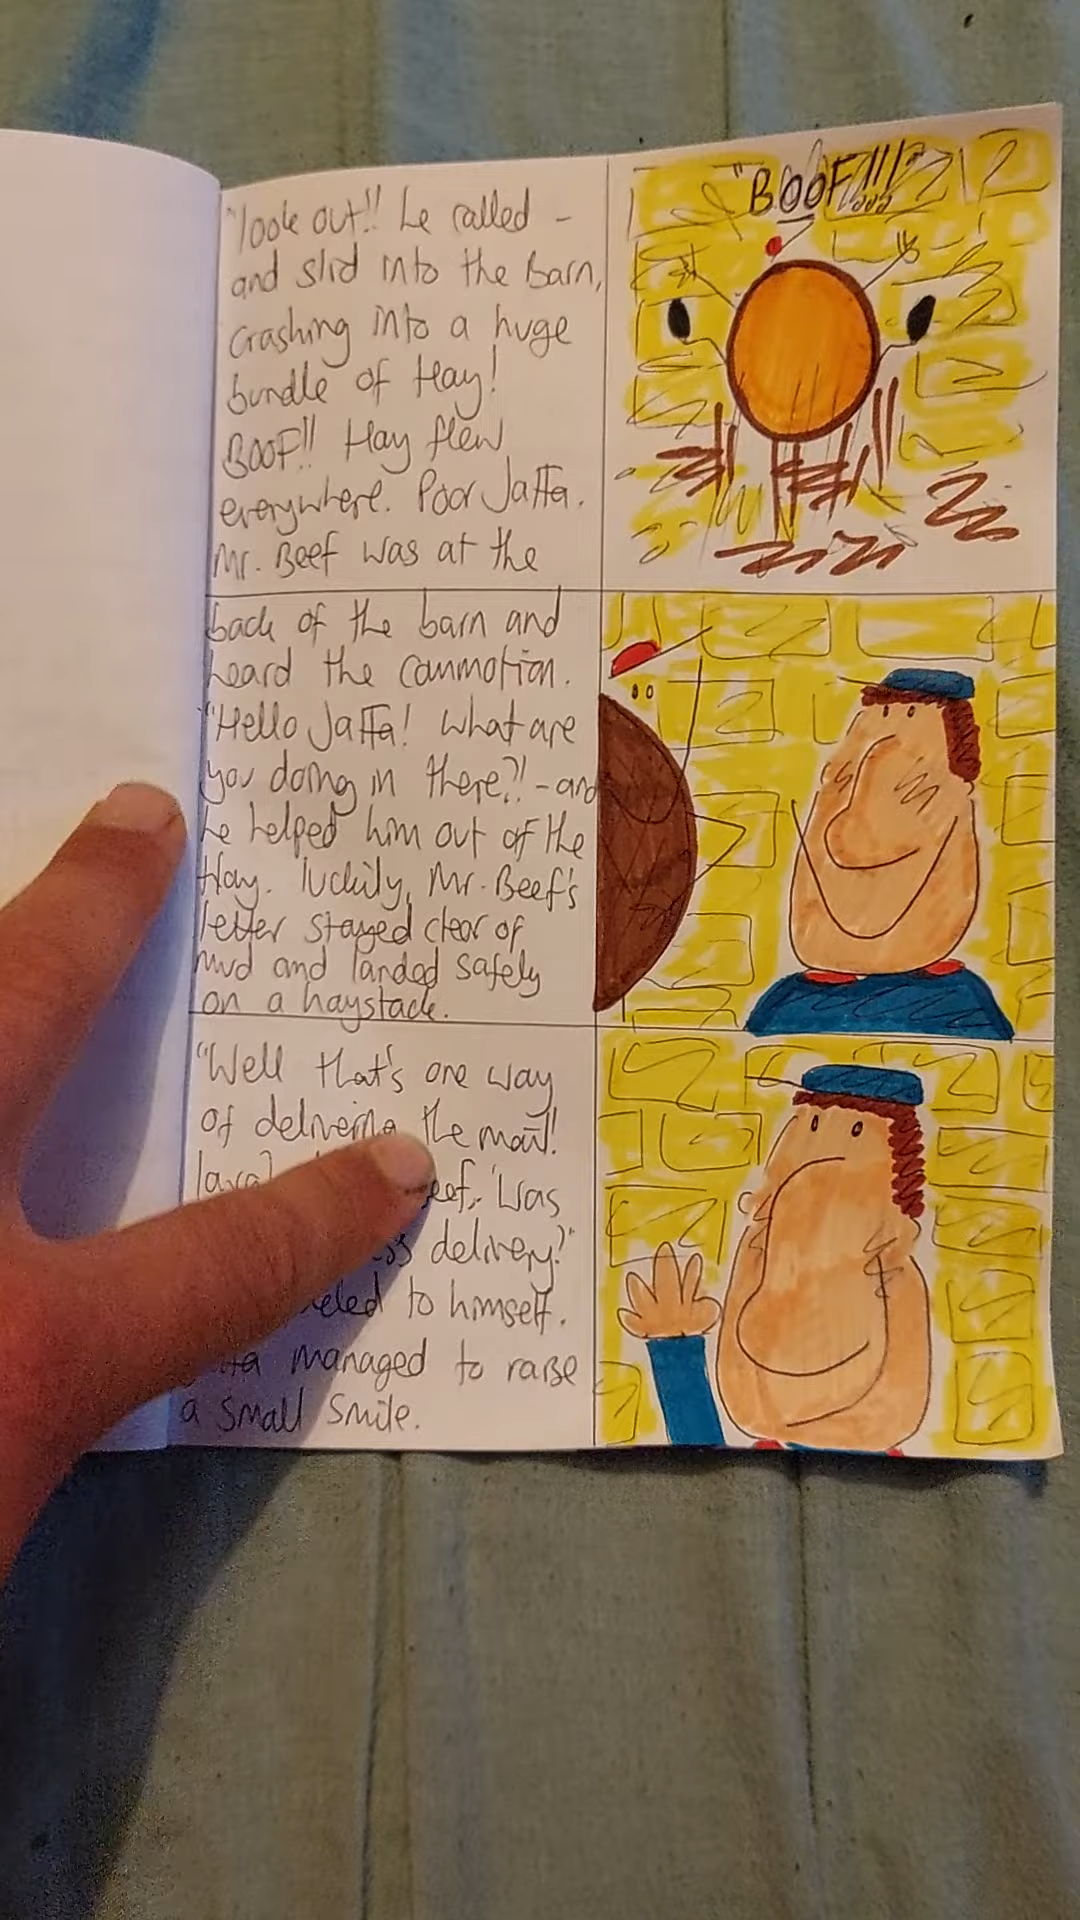 "look out!! he called -
and slid into the Barn,
crashing into a huge
bundle of Hay!
BOOF!! Hay flew
everywhere. Poor Jaffa.
Mr. Beef was at the
back of the barn and
heard the conmotion.
"Hello Jaffa! what are
you doing in there?! - and
he helped him out of the
Hay. luckily, Mr. Beef's
letter stayed clear of
mud and landed safely
on a haystack.
"Well that's one way
of delivering the mail!
Was
delivery?"
to himself.
managed to raise
a small smile.
"BOOF!!!